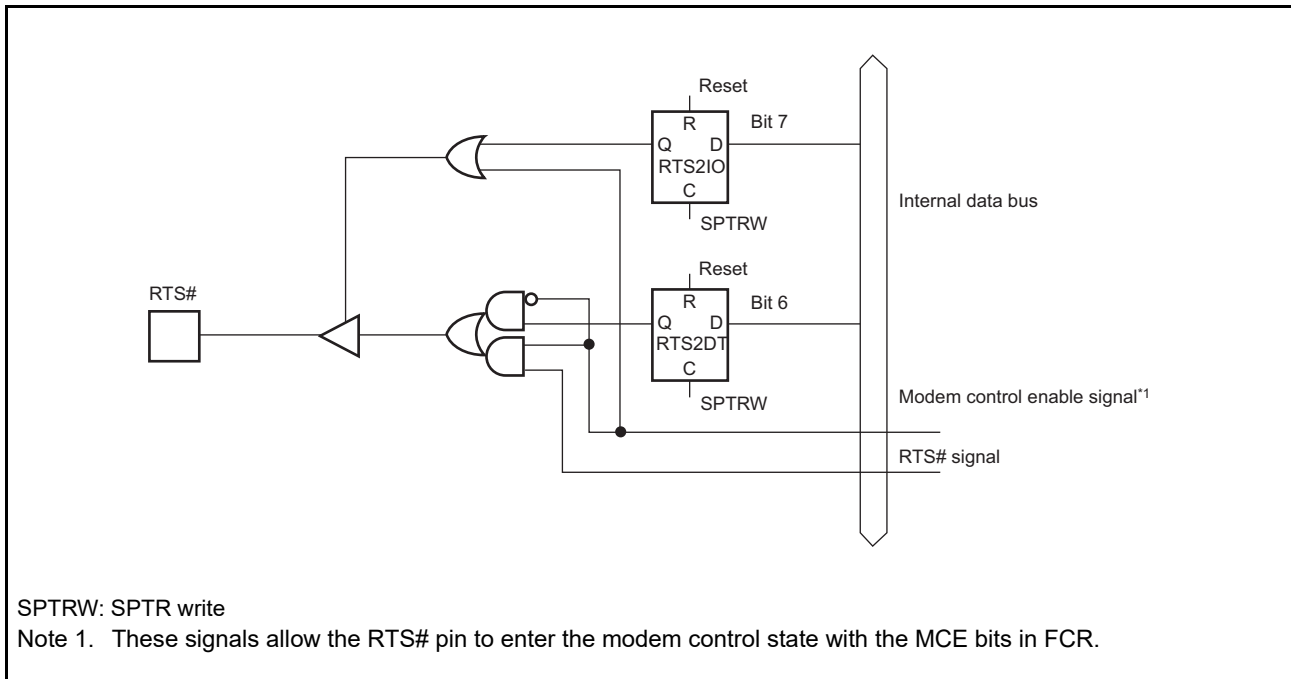 Reset
R
Bit 7
Q
D
RTS2IO
C
SPTRW
Internal data bus
Reset
R
Bit 6
Q
D
RTS2DT
C
SPTRW
RTS#
Modem control enable signal*1
RTS# signal
SPTRW: SPTR write
Note 1. These signals allow the RTS# pin to enter the modem control state with the MCE bits in FCR.